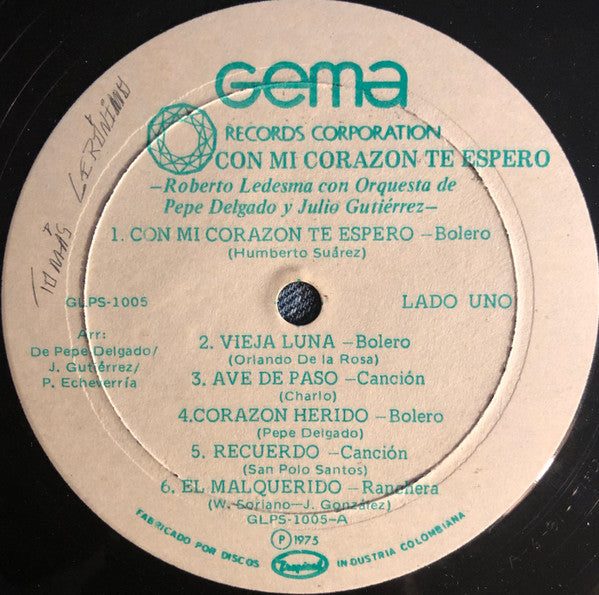 Gema
RECORDS CORPORATION
CON MI CORAZON TE ESPERO
—Roberto Ledesma con Orquesta de
Pepe Delgado y Julio Gutiérrez—
1. CON MI CORAZON TE ESPERO —Bolero
(Humberto Suárez)
GLPS-1005
LADO UNO
Arr:
De Pepe Delgado/
J. Gutiérrez/
P. Echeverría
2. VIEJA LUNA —Bolero
(Orlando De la Rosa)
3. AVE DE PASO —Canción
(Charlo)
4.CORAZON HERIDO —Bolero
(Pepe Delgado)
5. RECUERDO —Canción
(San Polo Santos)
6. EL MALQUERIDO —Ranchera
(W. Soriano—J. González)
GLPS-1005-A
P 1975
FABRICADO POR DISCOS Tropical INDUSTRIA COLOMBIANA
TOMÁS